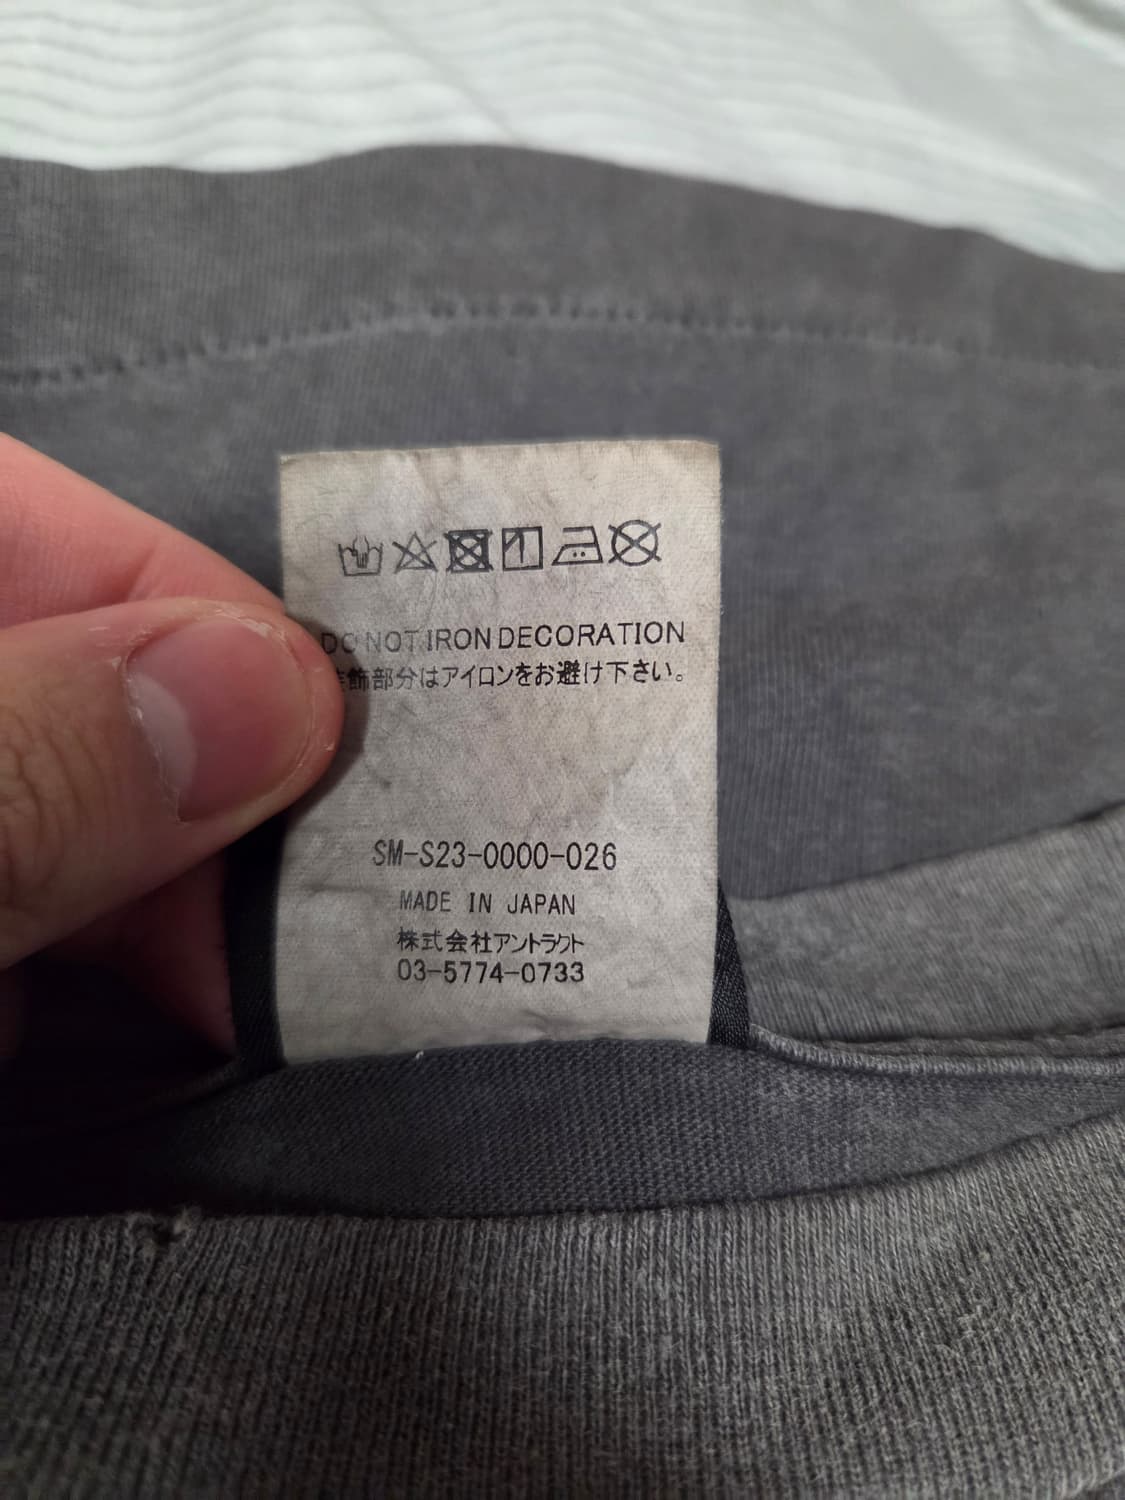 DO NOT IRON DECORATION
装飾部分はアイロンをお避け下さい。
SM-S23-0000-026
MADE IN JAPAN
株式会社アントラクト
03-5774-0733